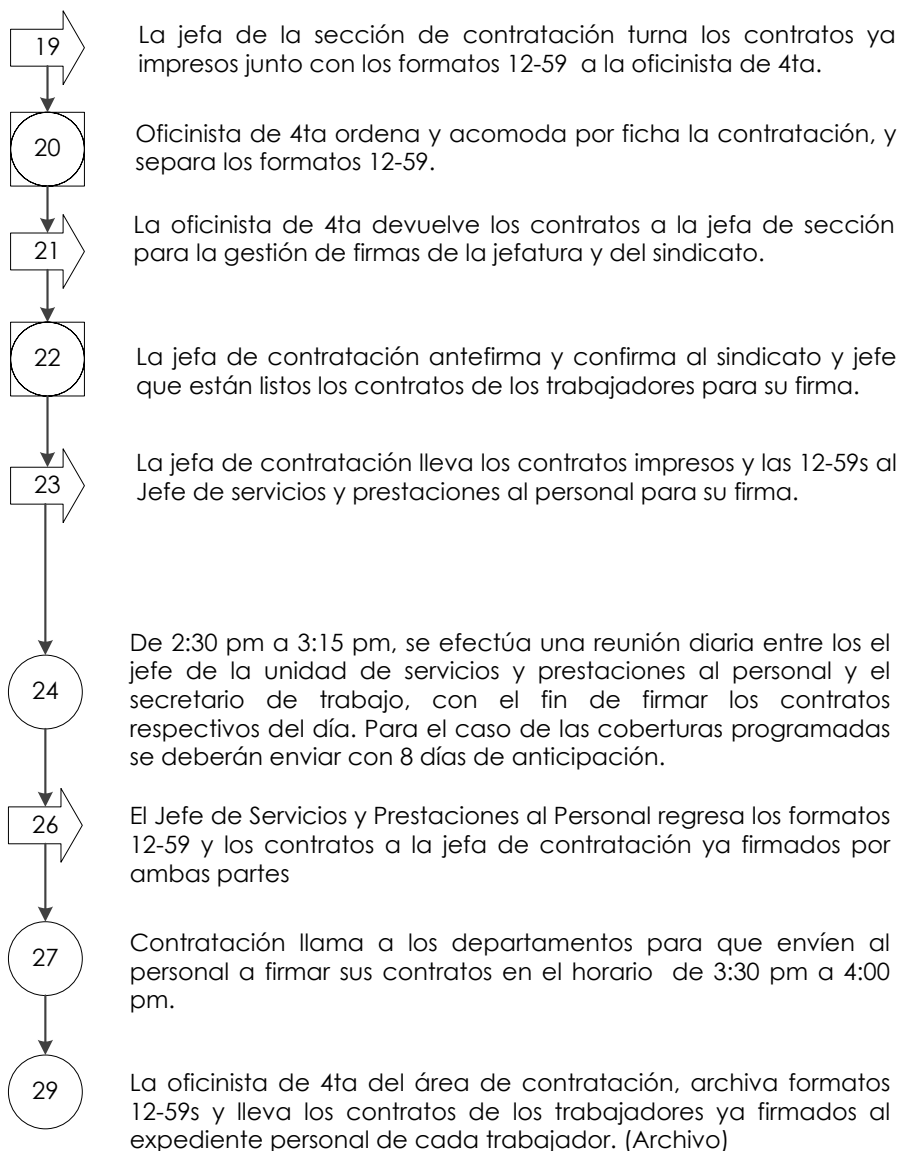 19
La jefa de la sección de contratación turna los contratos ya
impresos junto con los formatos 12-59 a la oficinista de 4ta.
20
Oficinista de 4ta ordena y acomoda por ficha la contratación, y
separa los formatos 12-59.
21
La oficinista de 4ta devuelve los contratos a la jefa de sección
para la gestión de firmas de la jefatura y del sindicato.
22
La jefa de contratación antefirma y confirma al sindicato y jefe
que están listos los contratos de los trabajadores para su firma.
23
La jefa de contratación lleva los contratos impresos y las 12-59s al
Jefe de servicios y prestaciones al personal para su firma.
24
De 2:30 pm a 3:15 pm, se efectúa una reunión diaria entre los el
jefe de la unidad de servicios y prestaciones al personal y el
secretario de trabajo, con el fin de firmar los contratos
respectivos del día. Para el caso de las coberturas programadas
se deberán enviar con 8 días de anticipación.
26
El Jefe de Servicios y Prestaciones al Personal regresa los formatos
12-59 y los contratos a la jefa de contratación ya firmados por
ambas partes
27
Contratación llama a los departamentos para que envíen al
personal a firmar sus contratos en el horario de 3:30 pm a 4:00
pm.
29
La oficinista de 4ta del área de contratación, archiva formatos
12-59s y lleva los contratos de los trabajadores ya firmados al
expediente personal de cada trabajador. (Archivo)